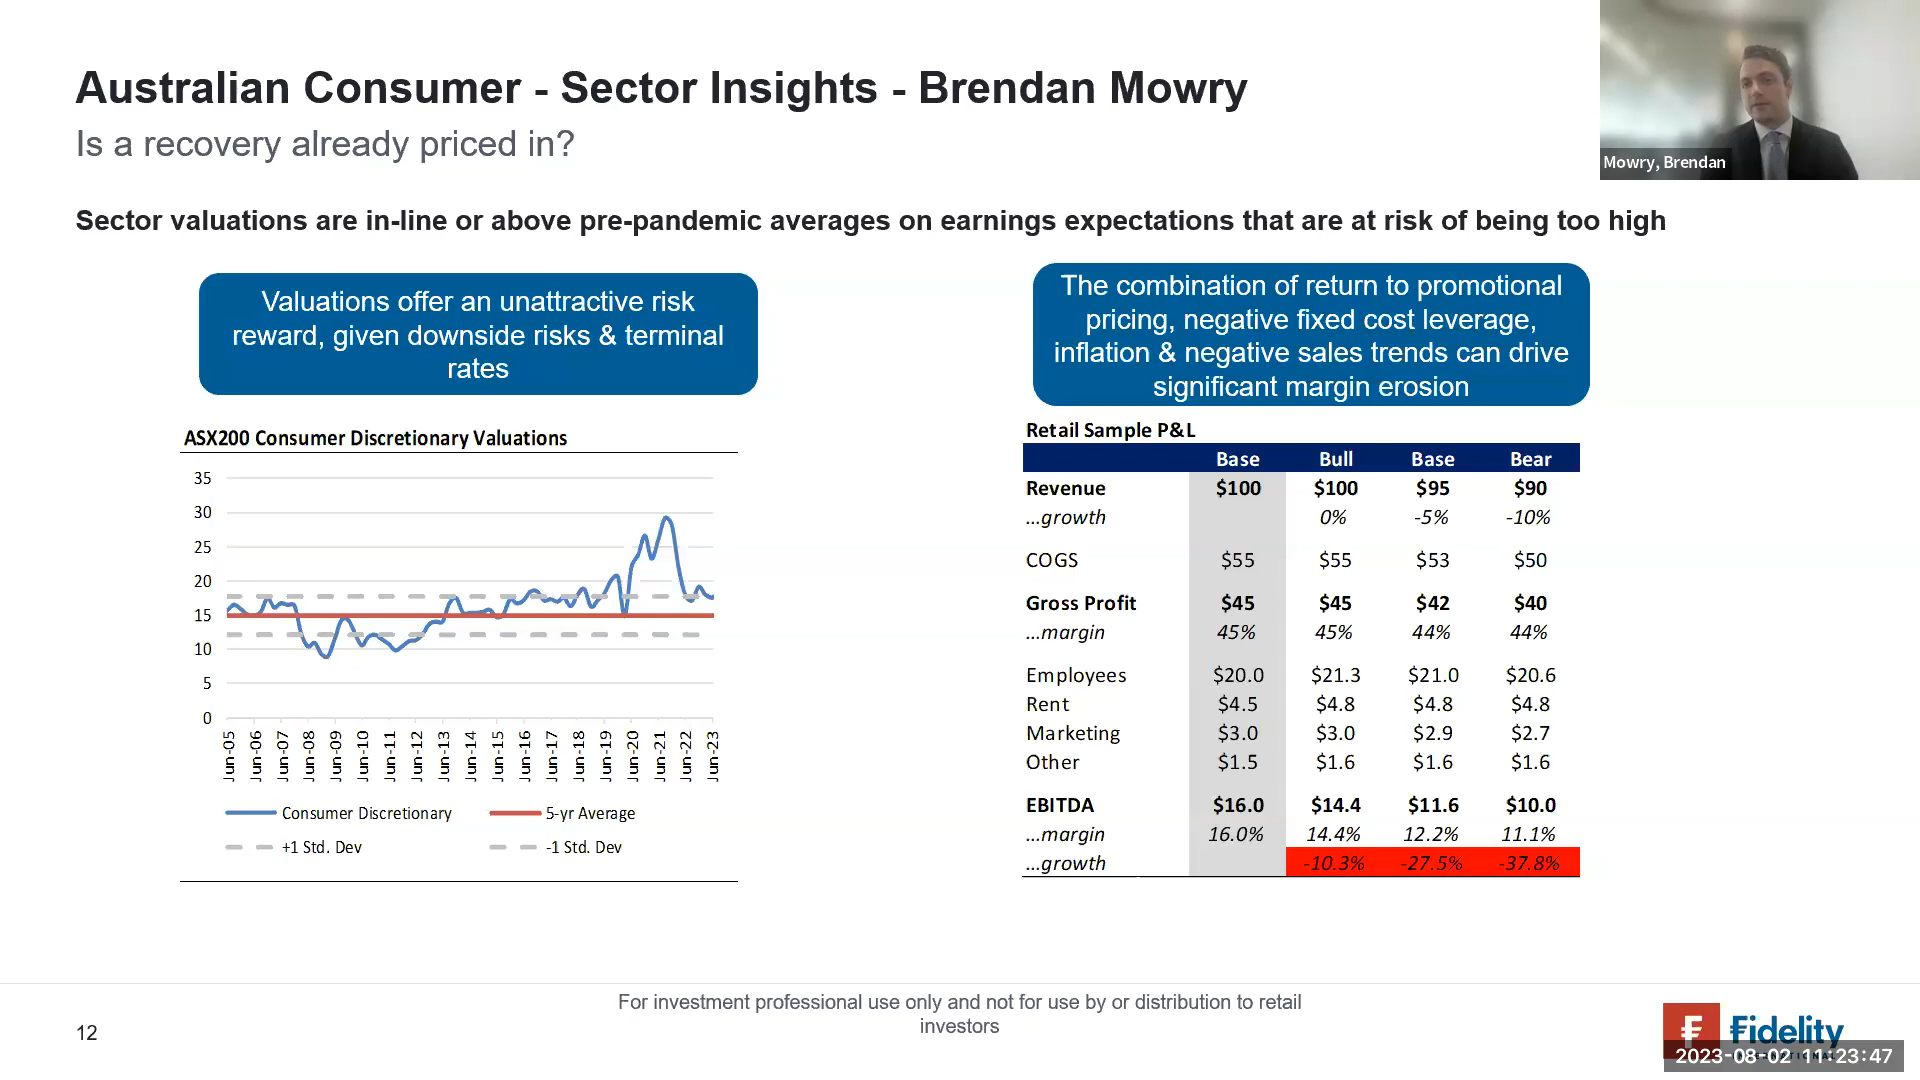 Australian Consumer - Sector Insights - Brendan Mowry
Is a recovery already priced in?
Mowry, Brendan
Sector valuations are in-line or above pre-pandemic averages on earnings expectations that are at risk of being too high
Valuations offer an unattractive risk
reward, given downside risks & terminal
rates
The combination of return to promotional
pricing, negative fixed cost leverage,
inflation & negative sales trends can drive
significant margin erosion
ASX200 Consumer Discretionary Valuations
35
30
25
20
15
10
5
0
Jun-05 Jun-06 Jun-07 Jun-08 Jun-09 Jun-10 Jun-11 Jun-12 Jun-13 Jun-14 Jun-15 Jun-16 Jun-17 Jun-18 Jun-19 Jun-20 Jun-21 Jun-22 Jun-23
Consumer Discretionary 5-yr Average
+1 Std. Dev -1 Std. Dev
Retail Sample P&L
Base Bull Base Bear
Revenue $100 $100 $95 $90
...growth 0% -5% -10%
COGS $55 $55 $53 $50
Gross Profit $45 $45 $42 $40
...margin 45% 45% 44% 44%
Employees $20.0 $21.3 $21.0 $20.6
Rent $4.5 $4.8 $4.8 $4.8
Marketing $3.0 $3.0 $2.9 $2.7
Other $1.5 $1.6 $1.6 $1.6
EBITDA $16.0 $14.4 $11.6 $10.0
...margin 16.0% 14.4% 12.2% 11.1%
...growth -10.3% -27.5% -37.8%
For investment professional use only and not for use by or distribution to retail
investors
12
Fidelity
2023-08-02 11:23:47